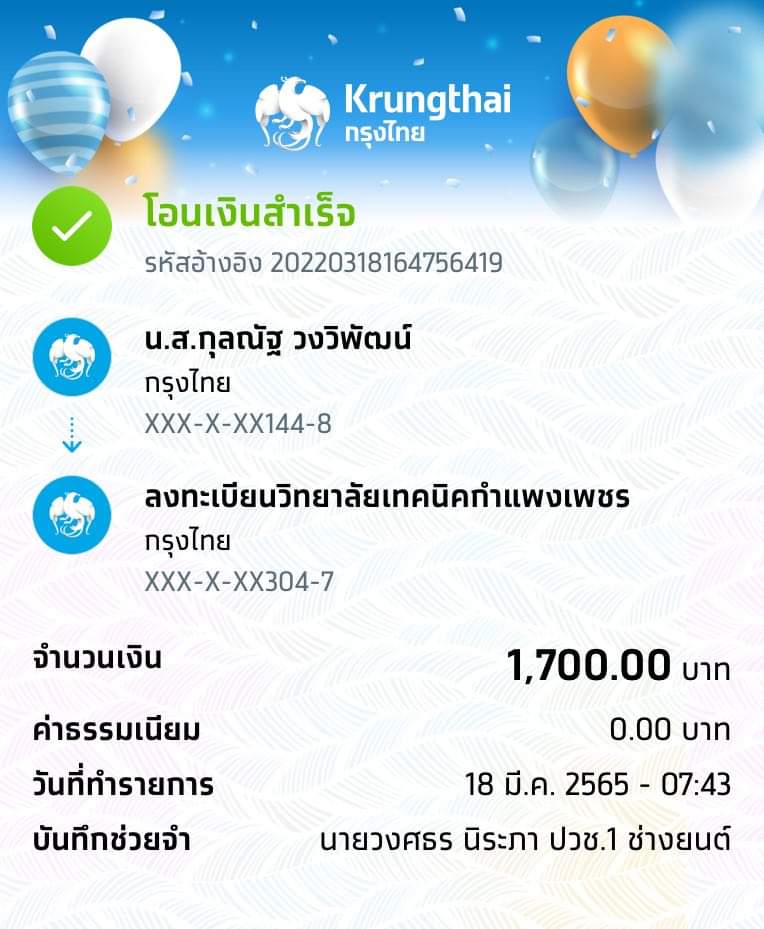 Krungthai
กรุงไทย
โอนเงินสำเร็จ
รหัสอ้างอิง 20220318164756419
น.ส.กุลณัฐ วงวิพัฒน์
กรุงไทย
XXX-X-XX144-8
ลงทะเบียนวิทยาลัยเทคนิคกำแพงเพชร
กรุงไทย
XXX-X-XX304-7
จำนวนเงิน 1,700.00 บาท
ค่าธรรมเนียม 0.00 บาท
วันที่ทำรายการ 18 มี.ค. 2565 - 07:43
บันทึกช่วยจำ นายวงศธร นิระภา ปวช.1 ช่างยนต์